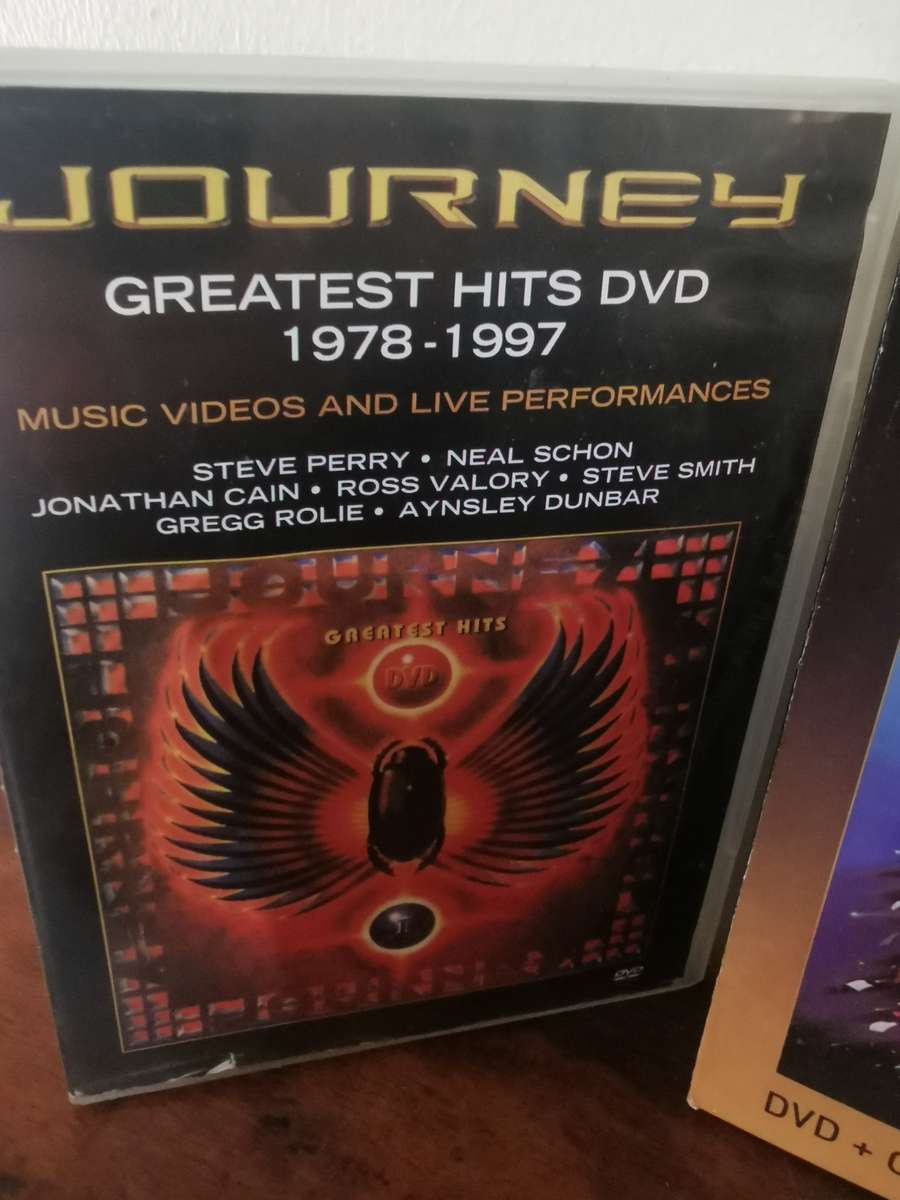 JOURNEY
GREATEST HITS DVD
1978-1997
MUSIC VIDEOS AND LIVE PERFORMANCES
STEVE PERRY • NEAL SCHON
JONATHAN CAIN • ROSS VALORY • STEVE SMITH
GREGG ROLIE • AYNSLEY DUNBAR
JOURNEY
GREATEST HITS
DVD
DVD
DVD +